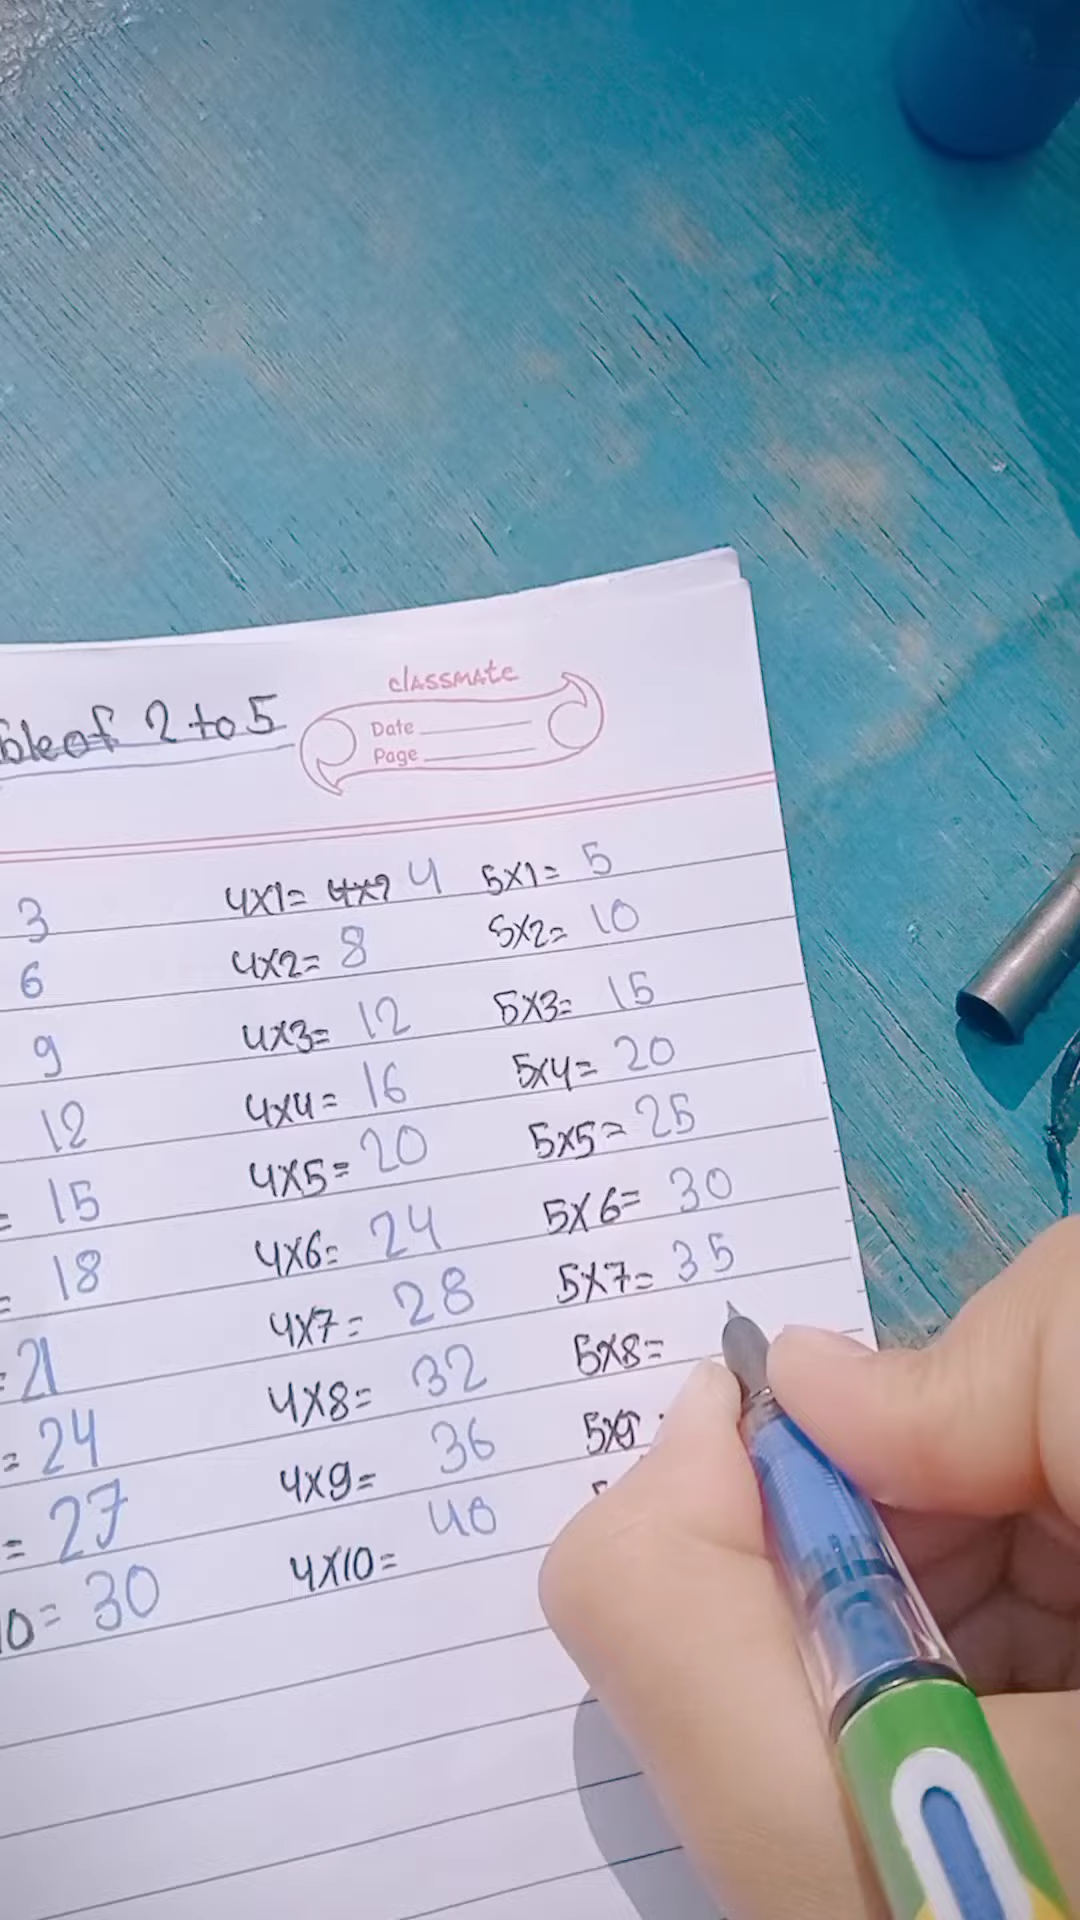 classmate
ble of 2 to 5
Date
Page
3 4x1= 4 5x1= 5
6 4x2= 8 5x2= 10
9 4x3= 12 5x3= 15
12 4x4= 16 5x4= 20
= 15 4x5= 20 5x5= 25
= 18 4x6= 24 5x6= 30
= 21 4x7= 28 5x7= 35
= 24 4x8= 32 5x8=
= 27 4x9= 36 5x9
10= 30 4x10= 40